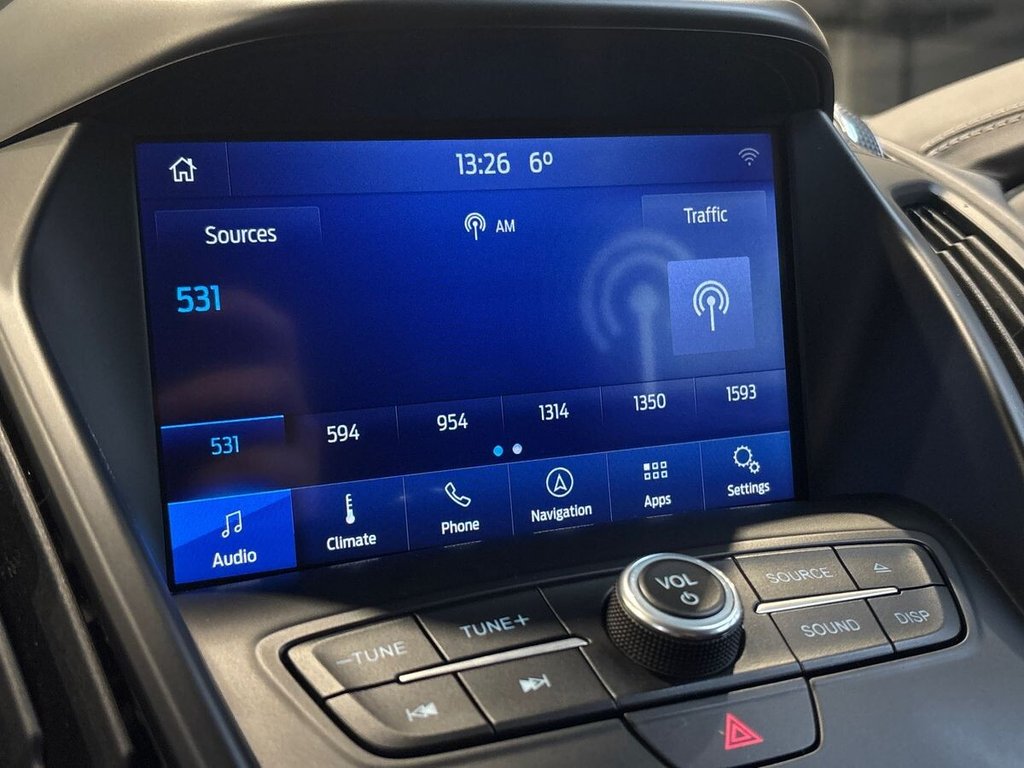 13:26 6º
Sources
AM
Traffic
531
531 594 954 1314 1350 1593
Audio Climate Phone Navigation Apps Settings
−TUNE TUNE+ VOL SOURCE
SOUND DISP